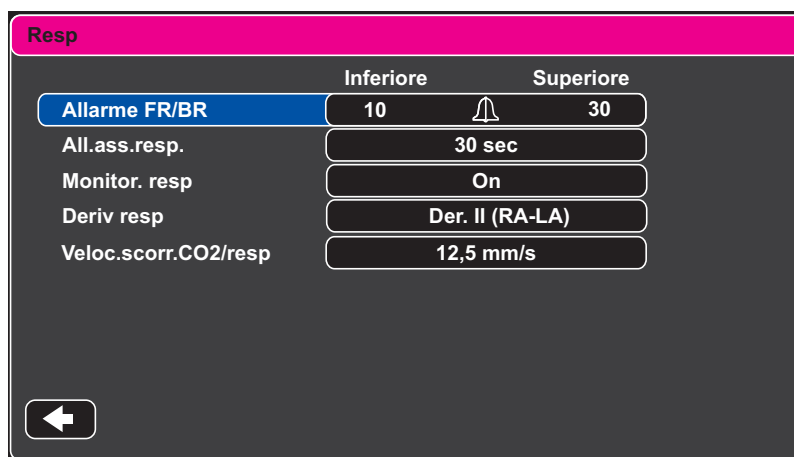 Resp
Inferiore Superiore
Allarme FR/BR 10 30
All.ass.resp. 30 sec
Monitor. resp On
Deriv resp Der. II (RA-LA)
Veloc.scorr.CO2/resp 12,5 mm/s